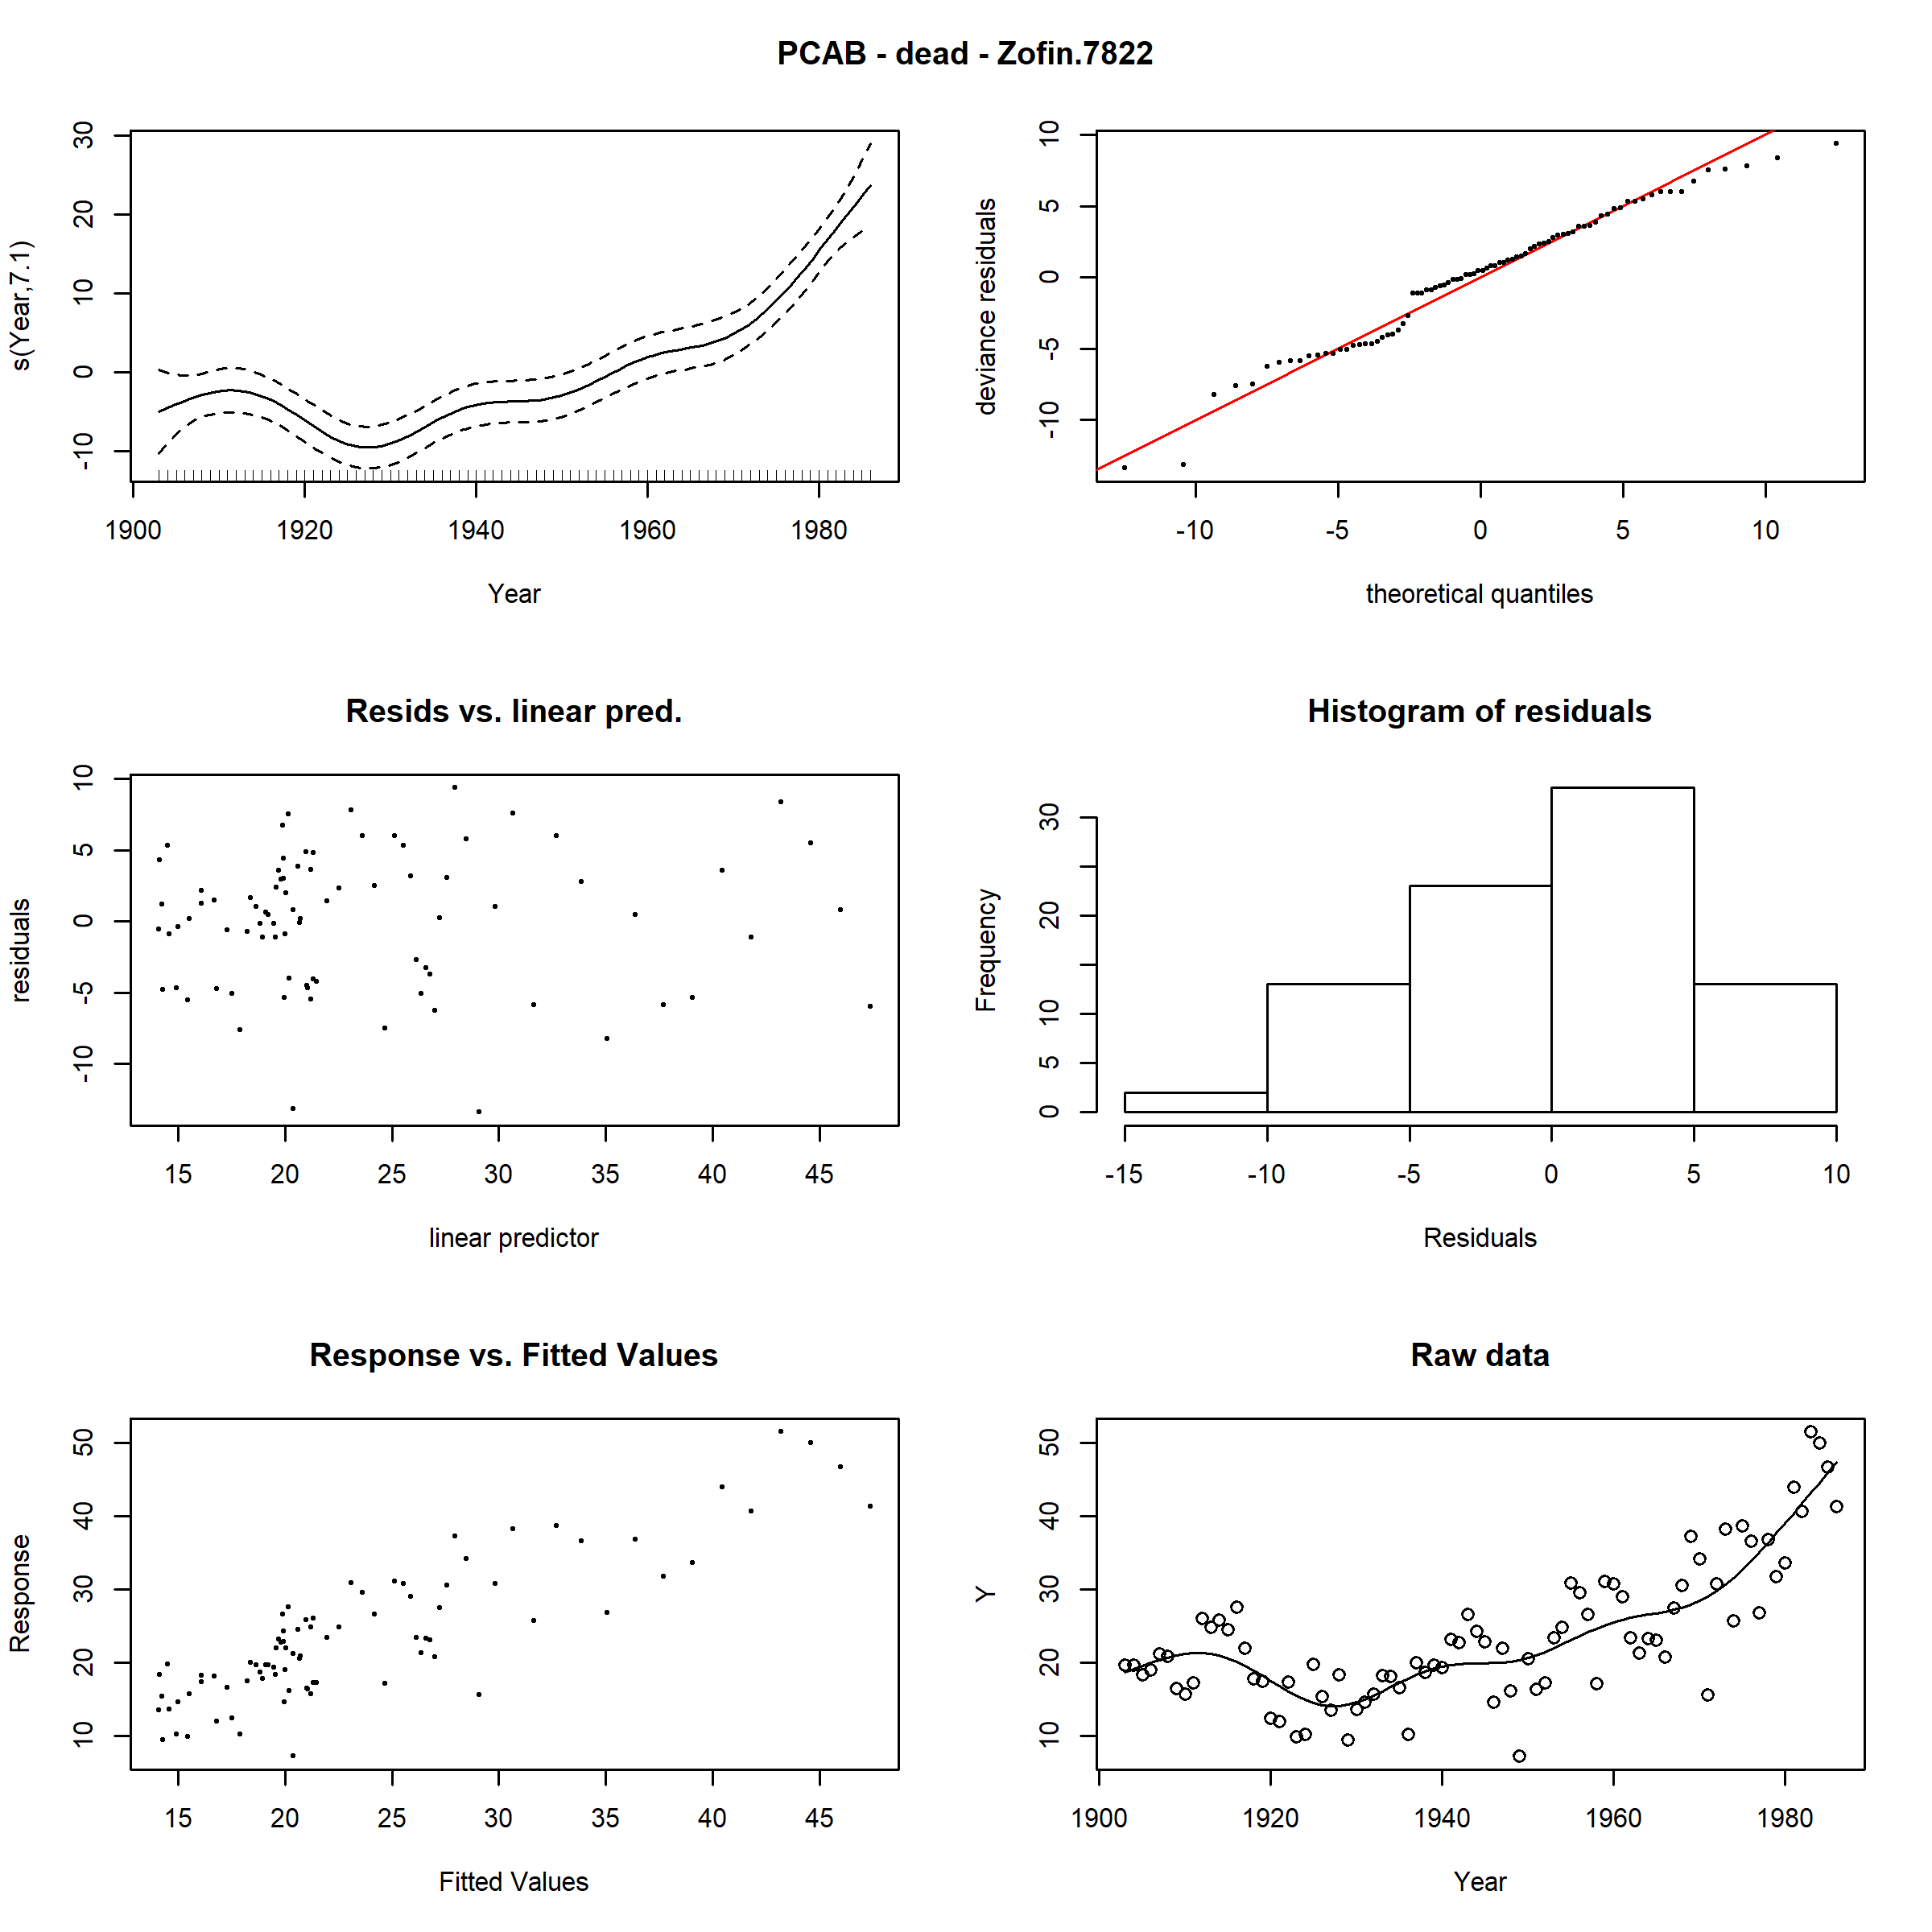 PCAB - dead - Zofin.7822
s(Year,7.1)
30
20
10
0
-10
1900 1920 1940 1960 1980
Year
deviance residuals
10
5
0
-5
-10
-10 -5 0 5 10
theoretical quantiles
Resids vs. linear pred.
residuals
10
5
0
-5
-10
15 20 25 30 35 40 45
linear predictor
Histogram of residuals
Frequency
30
20
10
5
0
-15 -10 -5 0 5 10
Residuals
Response vs. Fitted Values
Response
50
40
30
20
10
15 20 25 30 35 40 45
Fitted Values
Raw data
Y
50
40
30
20
10
1900 1920 1940 1960 1980
Year